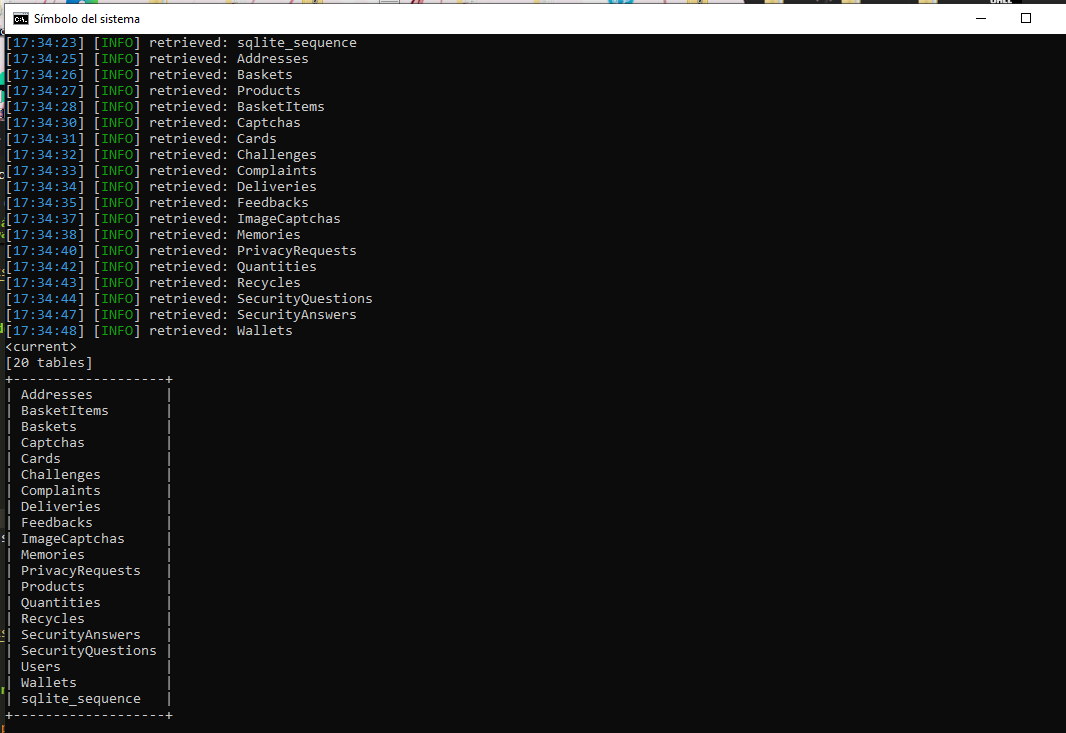 Símbolo del sistema
[17:34:23] [INFO] retrieved: sqlite_sequence
[17:34:25] [INFO] retrieved: Addresses
[17:34:26] [INFO] retrieved: Baskets
[17:34:27] [INFO] retrieved: Products
[17:34:28] [INFO] retrieved: BasketItems
[17:34:30] [INFO] retrieved: Captchas
[17:34:31] [INFO] retrieved: Cards
[17:34:32] [INFO] retrieved: Challenges
[17:34:33] [INFO] retrieved: Complaints
[17:34:34] [INFO] retrieved: Deliveries
[17:34:35] [INFO] retrieved: Feedbacks
[17:34:37] [INFO] retrieved: ImageCaptchas
[17:34:38] [INFO] retrieved: Memories
[17:34:40] [INFO] retrieved: PrivacyRequests
[17:34:42] [INFO] retrieved: Quantities
[17:34:43] [INFO] retrieved: Recycles
[17:34:44] [INFO] retrieved: SecurityQuestions
[17:34:47] [INFO] retrieved: SecurityAnswers
[17:34:48] [INFO] retrieved: Wallets
<current>
[20 tables]
+-------------------+
| Addresses         |
| BasketItems       |
| Baskets           |
| Captchas          |
| Cards             |
| Challenges        |
| Complaints        |
| Deliveries        |
| Feedbacks         |
| ImageCaptchas     |
| Memories          |
| PrivacyRequests   |
| Products          |
| Quantities        |
| Recycles          |
| SecurityAnswers   |
| SecurityQuestions |
| Users             |
| Wallets           |
| sqlite_sequence   |
+-------------------+